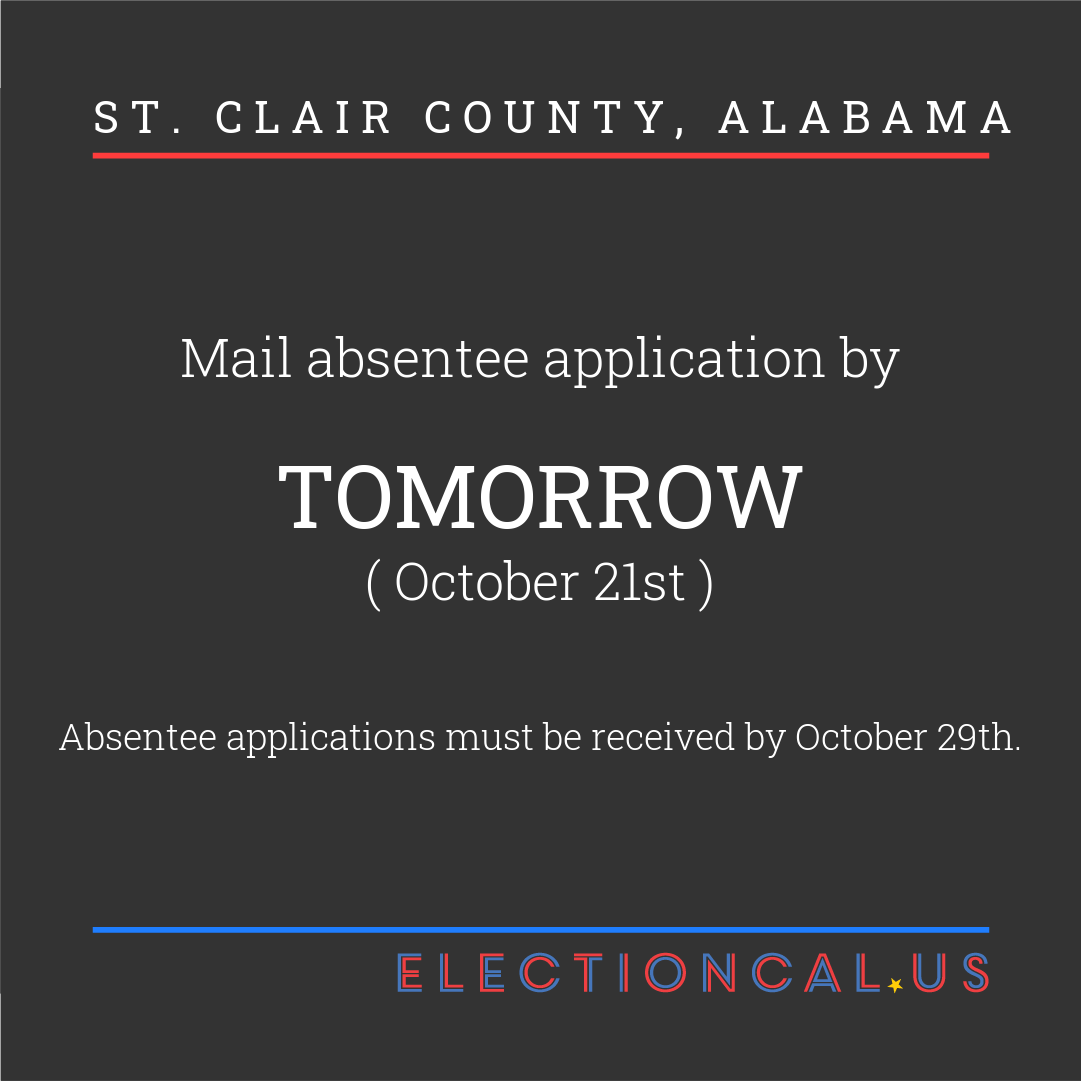 ST. CLAIR COUNTY, ALABAMA
Mail absentee application by
TOMORROW
( October 21st )
Absentee applications must be received by October 29th.
ELECTIONCAL.US